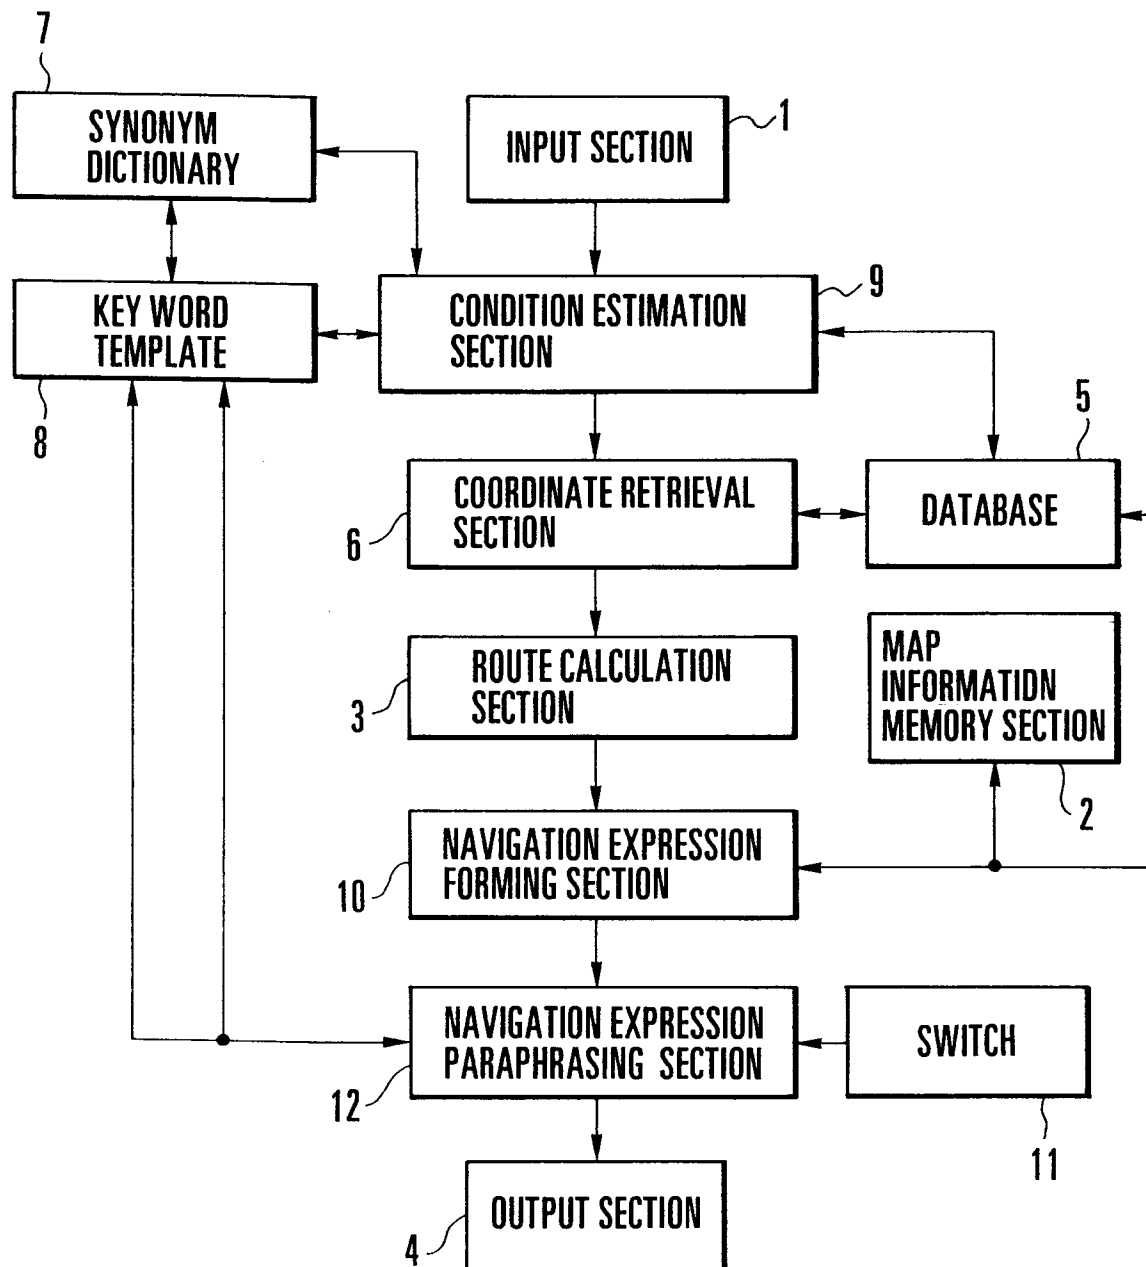 7
SYNONYM
DICTIONARY
INPUT SECTION
1
KEY WORD
TEMPLATE
8
CONDITION ESTIMATION
SECTION
9
COORDINATE RETRIEVAL
SECTION
6
DATABASE
5
ROUTE CALCULATION
SECTION
3
MAP
INFORMATION
MEMORY SECTION
2
NAVIGATION EXPRESSION
FORMING SECTION
10
NAVIGATION EXPRESSION
PARAPHRASING SECTION
12
SWITCH
11
OUTPUT SECTION
4